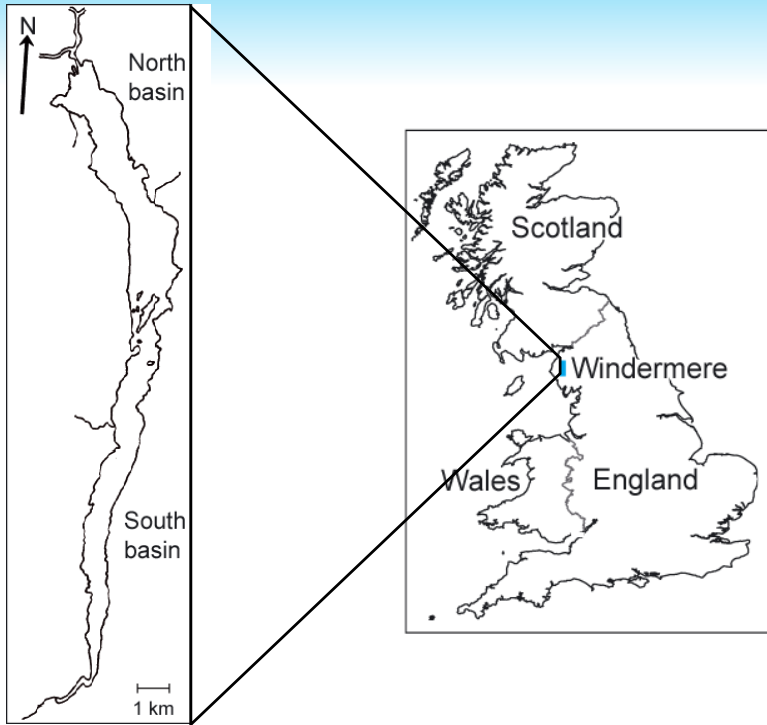 N
North
basin
South
basin
1 km
Scotland
Windermere
Wales
England